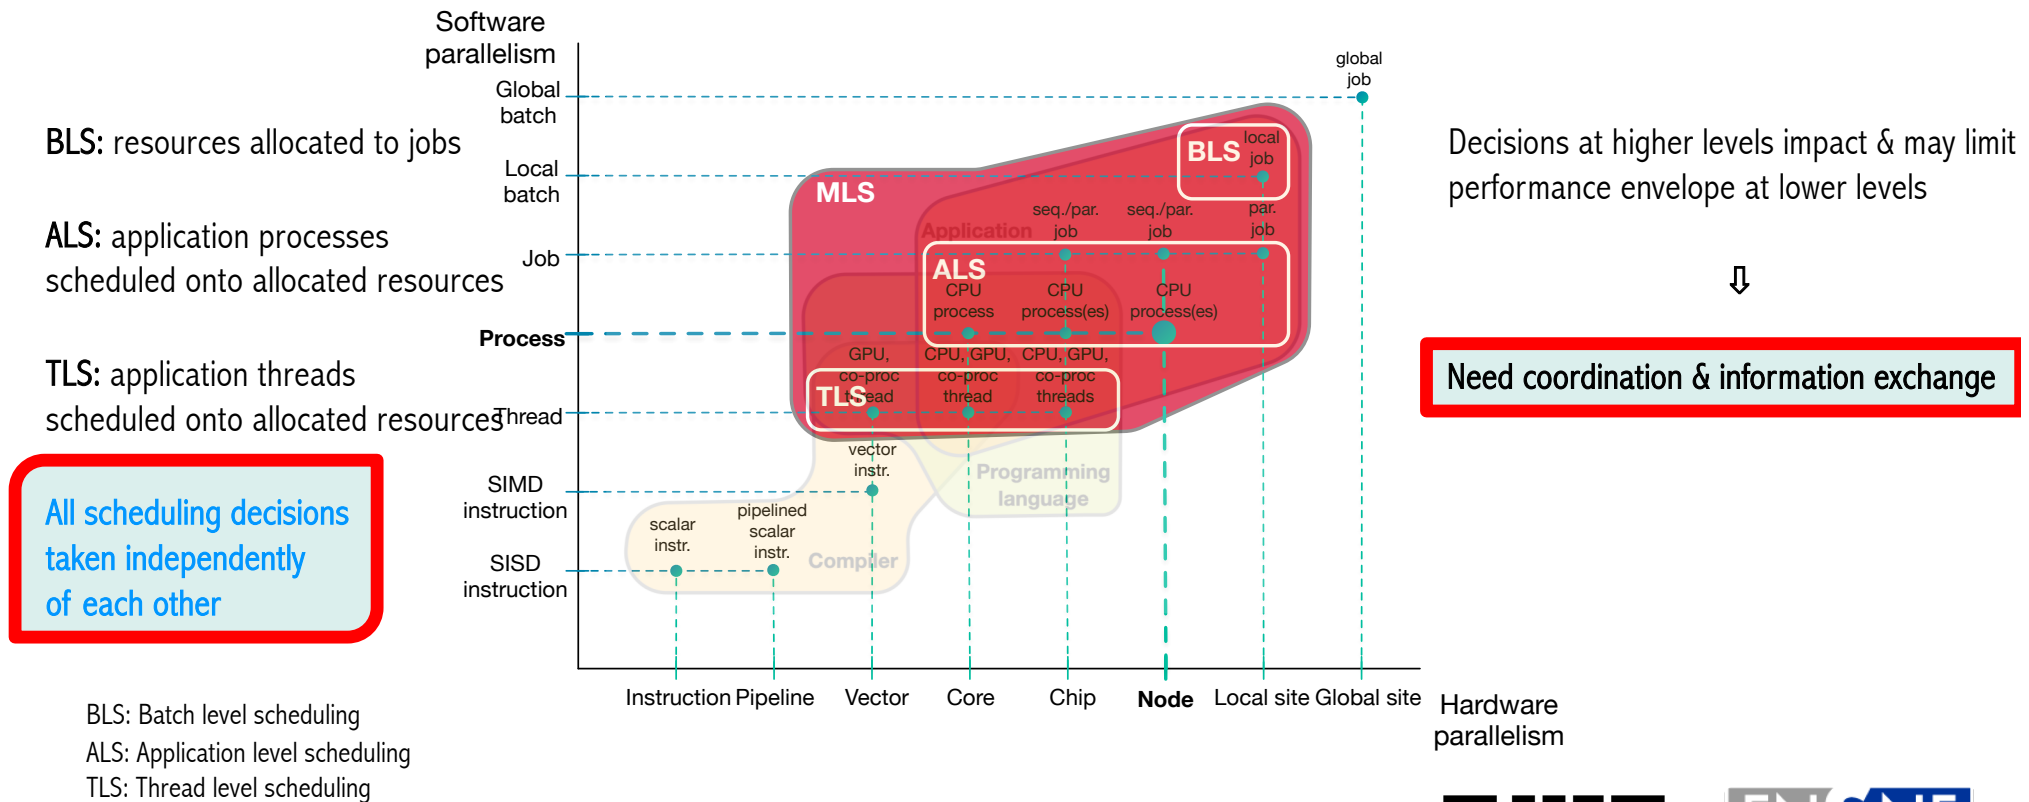 BLS: resources allocated to jobs
ALS: application processes
scheduled onto allocated resources
TLS: application threads
scheduled onto allocated resources
All scheduling decisions
taken independently
of each other
BLS: Batch level scheduling
ALS: Application level scheduling
TLS: Thread level scheduling
Software
parallelism
Global
batch
Local
batch
Job
Process
Thread
SIMD
instruction
SISD
instruction
global
job
MLS
BLS
local
job
Application
seq./par.
job
seq./par.
job
par.
job
ALS
CPU
process
CPU
process(es)
CPU
process(es)
TLS
GPU,
co-proc
thread
CPU, GPU,
co-proc
thread
CPU, GPU,
co-proc
threads
vector
instr.
Programming
language
scalar
instr.
pipelined
scalar
instr.
Compiler
Instruction Pipeline Vector Core Chip Node Local site Global site
Hardware
parallelism
Decisions at higher levels impact & may limit
performance envelope at lower levels
⇩
Need coordination & information exchange